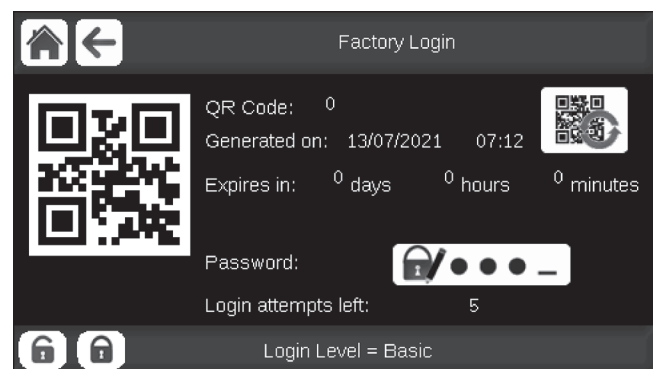 Factory Login
QR Code: 0
Generated on: 13/07/2021 07:12
Expires in: 0 days 0 hours 0 minutes
Password:
Login attempts left: 5
Login Level = Basic